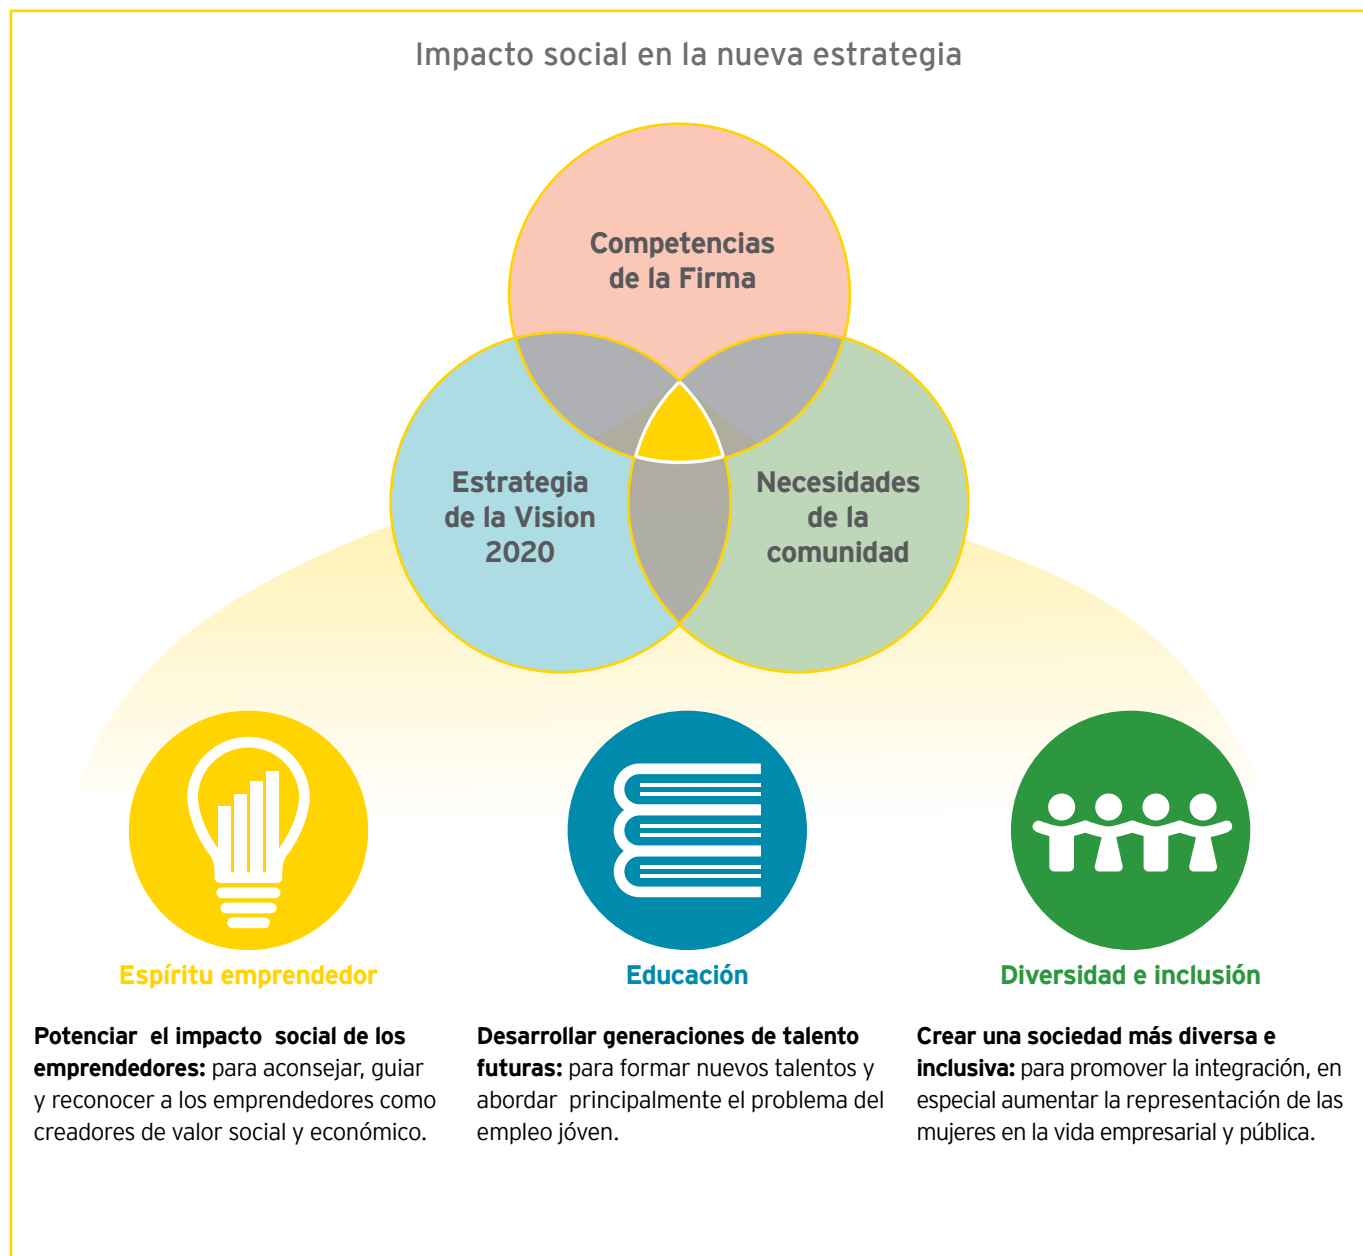 Impacto social en la nueva estrategia
Competencias
de la Firma
Estrategia
de la Vision
2020
Necesidades
de la
comunidad
Espíritu emprendedor
Potenciar el impacto social de los
emprendedores: para aconsejar, guiar
y reconocer a los emprendedores como
creadores de valor social y económico.
Educación
Desarrollar generaciones de talento
futuras: para formar nuevos talentos y
abordar principalmente el problema del
empleo jóven.
Diversidad e inclusión
Crear una sociedad más diversa e
inclusiva: para promover la integración, en
especial aumentar la representación de las
mujeres en la vida empresarial y pública.